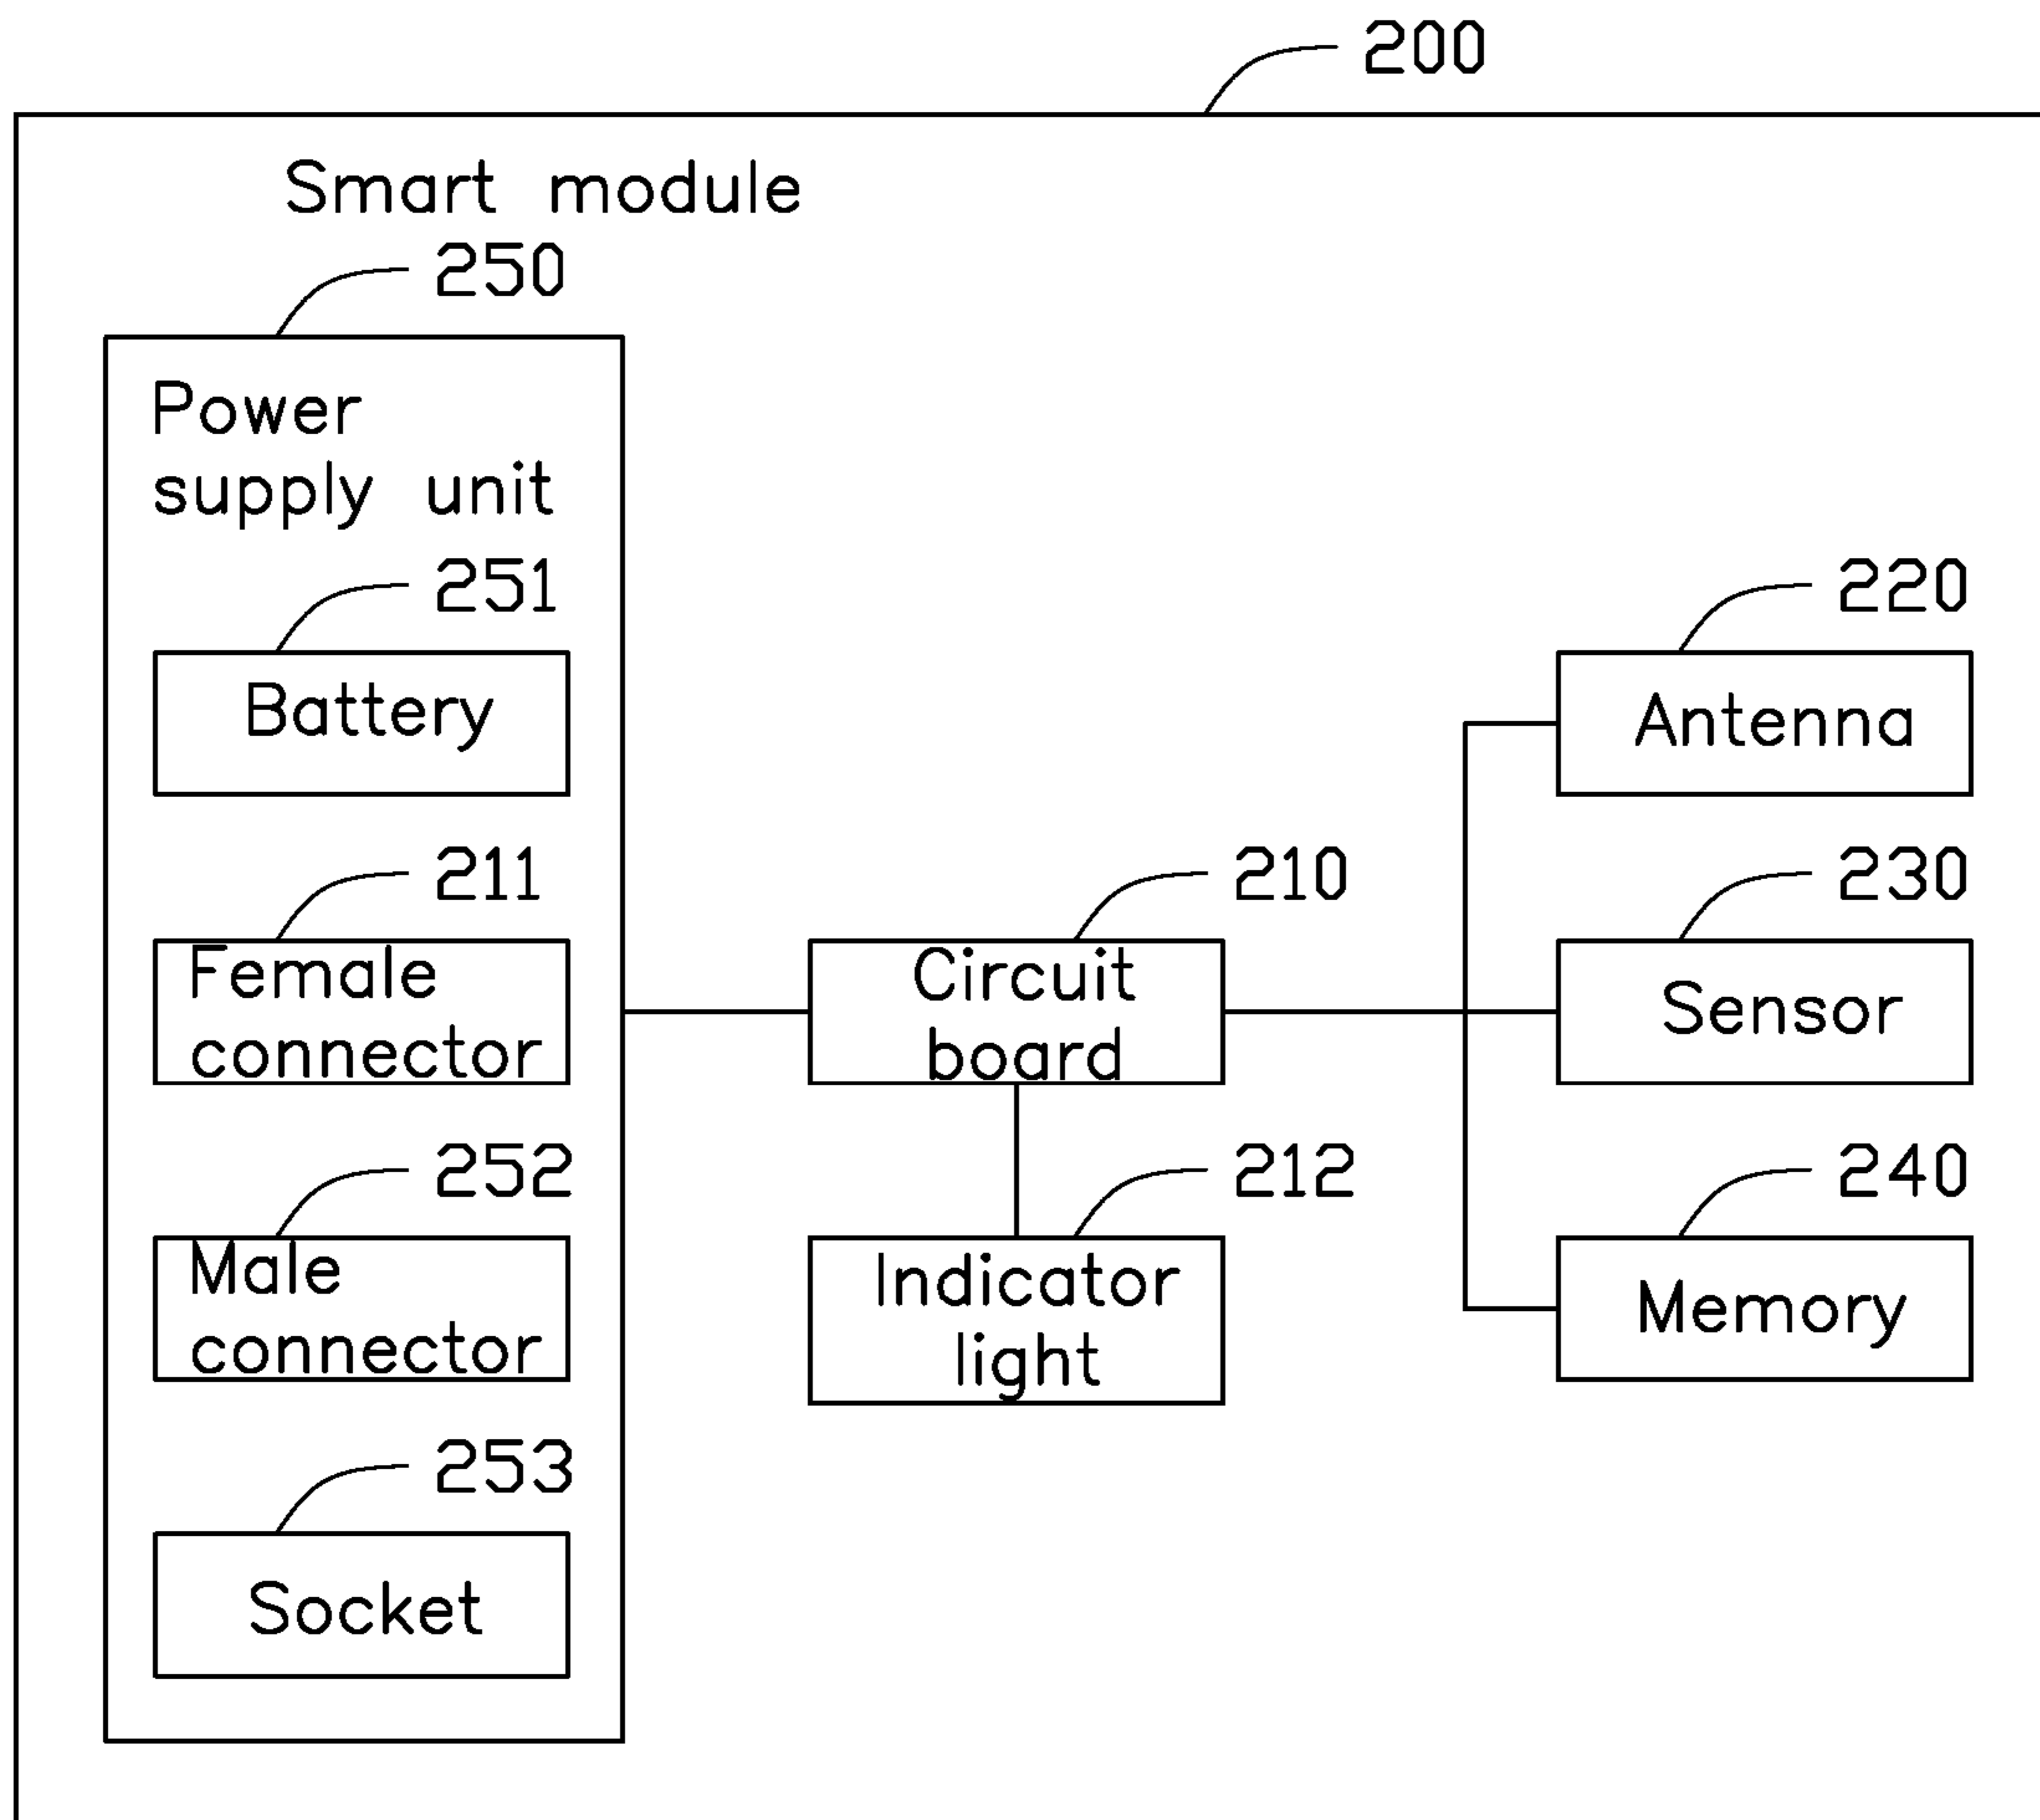 200
Smart module
250
Power
supply unit
251
Battery
211
Female
connector
252
Male
connector
253
Socket
210
Circuit
board
212
Indicator
light
220
Antenna
230
Sensor
240
Memory